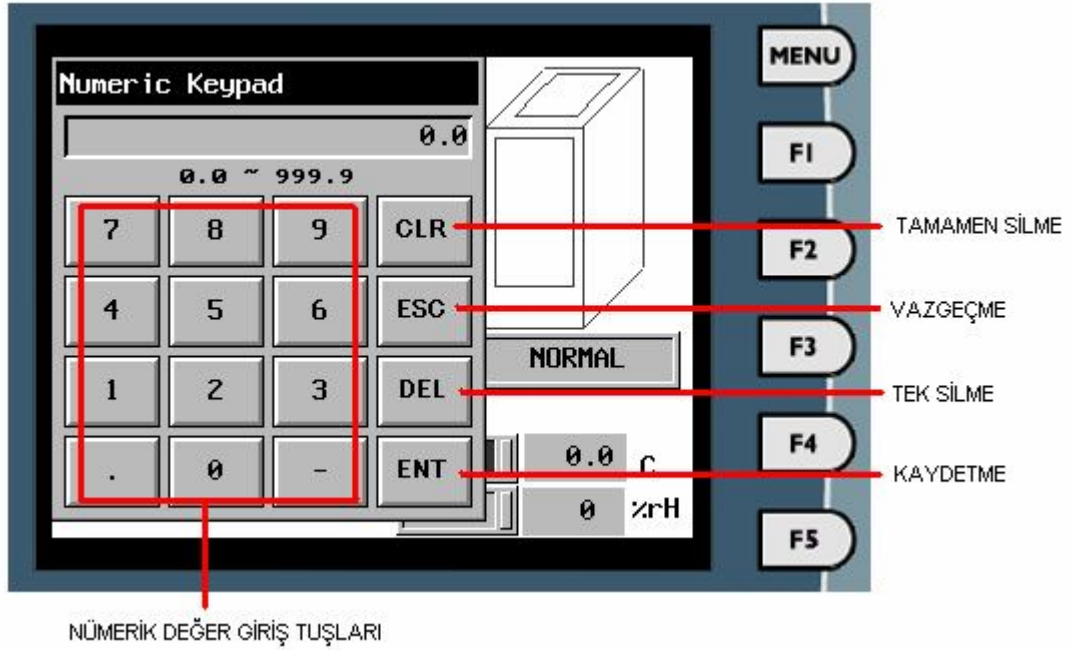 MENU
Numeric Keypad
0.0
0.0 ~ 999.9
F1
7 8 9 CLR
TAMAMEN SİLME
F2
4 5 6 ESC
VAZGEÇME
NORMAL
F3
1 2 3 DEL
TEK SİLME
F4
. 0 - ENT
0.0 C
KAYDETME
0 %rH
F5
NÜMERİK DEĞER GİRİŞ TUŞLARI